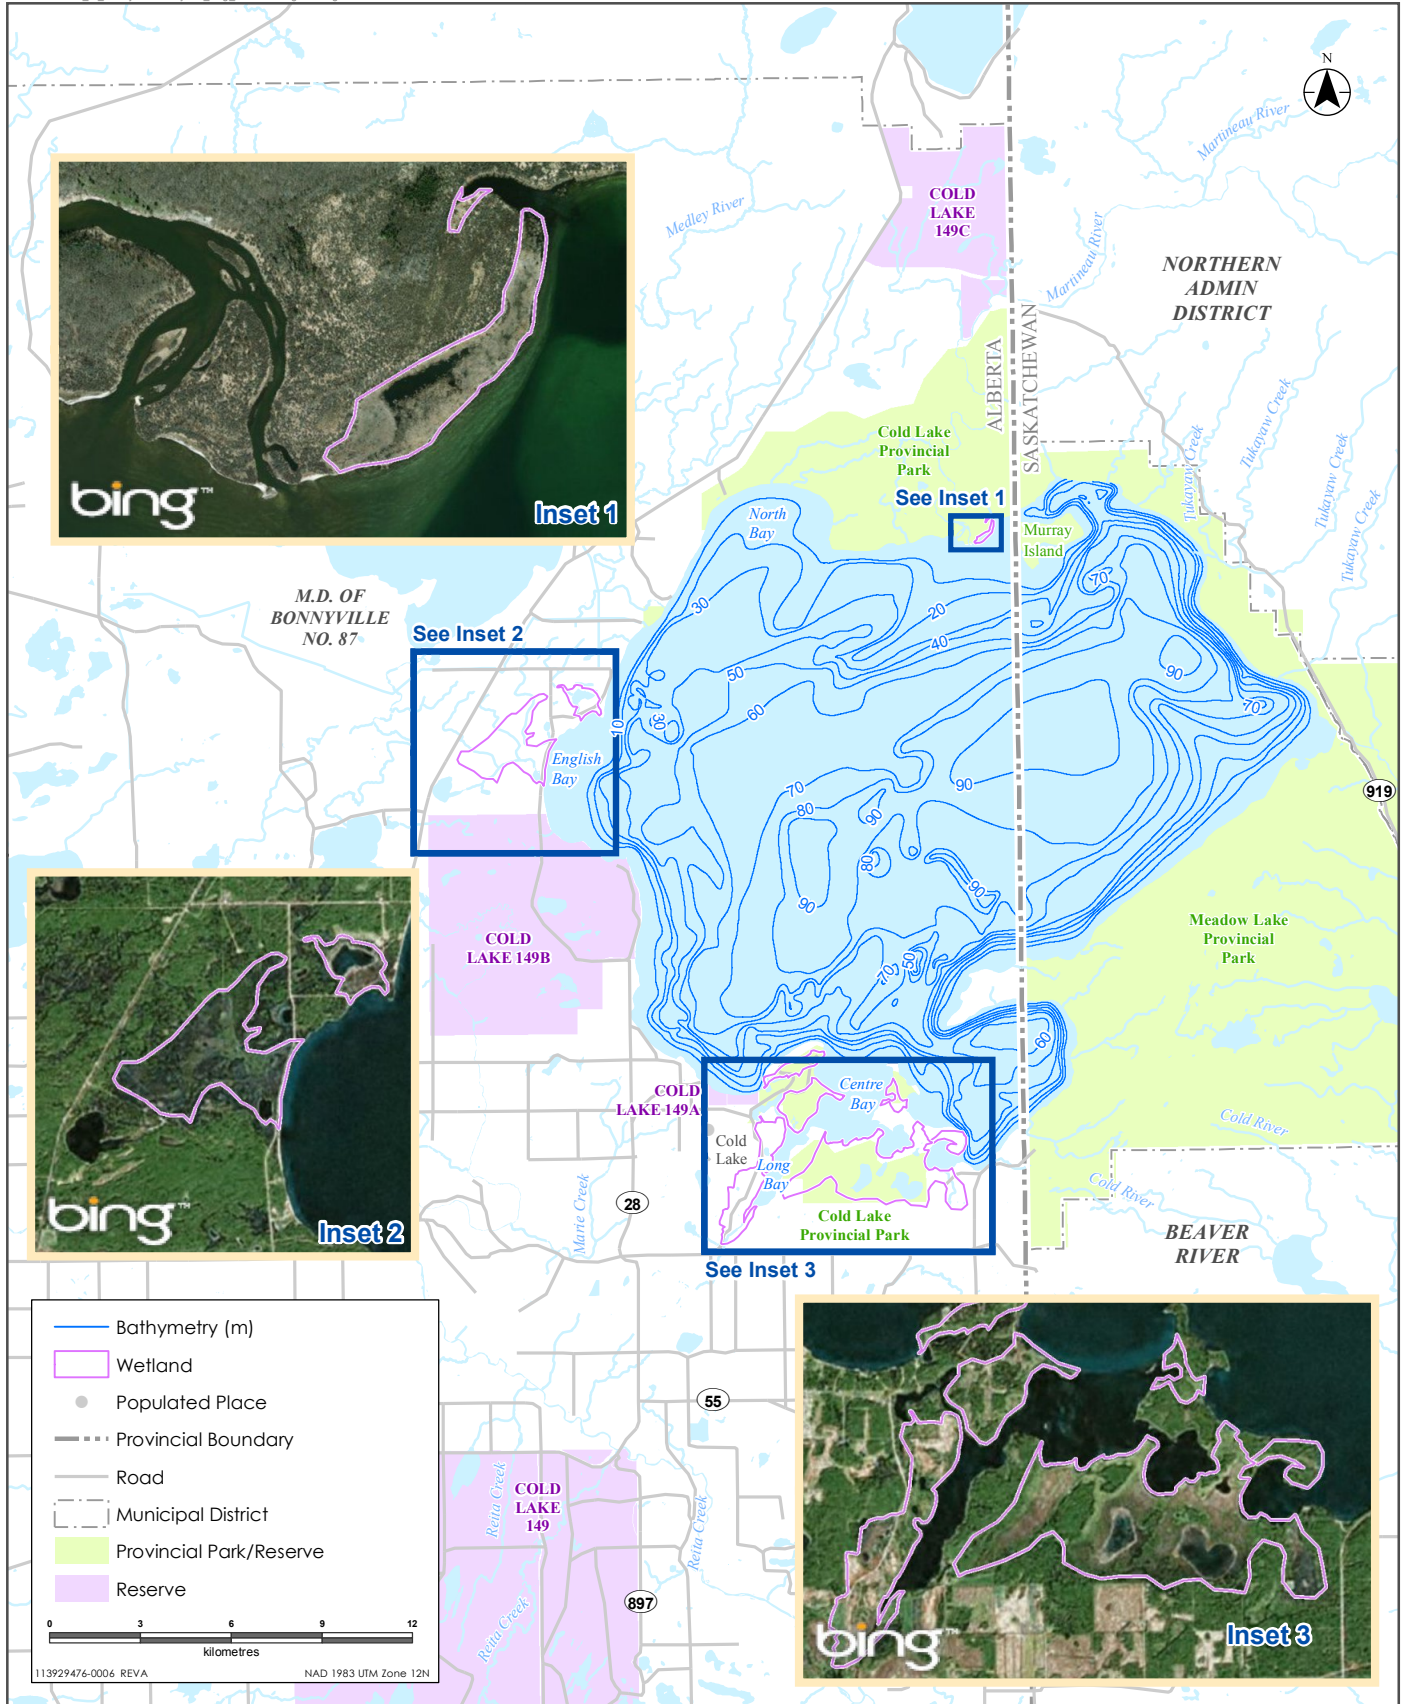 N
Martineau River
COLD
LAKE
149C
Medley River
Martineau River
NORTHERN
ADMIN
DISTRICT
ALBERTA
SASKATCHEWAN
bing™
Inset 1
Cold Lake
Provincial
Park
See Inset 1
North
Bay
Murray
Island
Tukayaw Creek
Tukayaw Creek
Tukayaw Creek
Tukayaw Creek
M.D. OF
BONNYVILLE
NO. 87
See Inset 2
30
20
40
70
50
60
90
70
10
30
English
Bay
70
80
90
90
80
90
90
919
COLD
LAKE 149B
70
50
60
Meadow Lake
Provincial
Park
bing™
Inset 2
COLD
LAKE 149A
Centre
Bay
Cold
Lake
Long
Bay
Cold Lake
Provincial Park
See Inset 3
Cold River
Cold River
BEAVER
RIVER
Marie Creek
28
55
Bathymetry (m)
Wetland
Populated Place
Provincial Boundary
Road
Municipal District
Provincial Park/Reserve
Reserve
0 3 6 9 12
kilometres
113929476-0006 REVA
NAD 1983 UTM Zone 12N
Reita Creek
COLD
LAKE
149
Reita Creek
Reita Creek
897
bing™
Inset 3